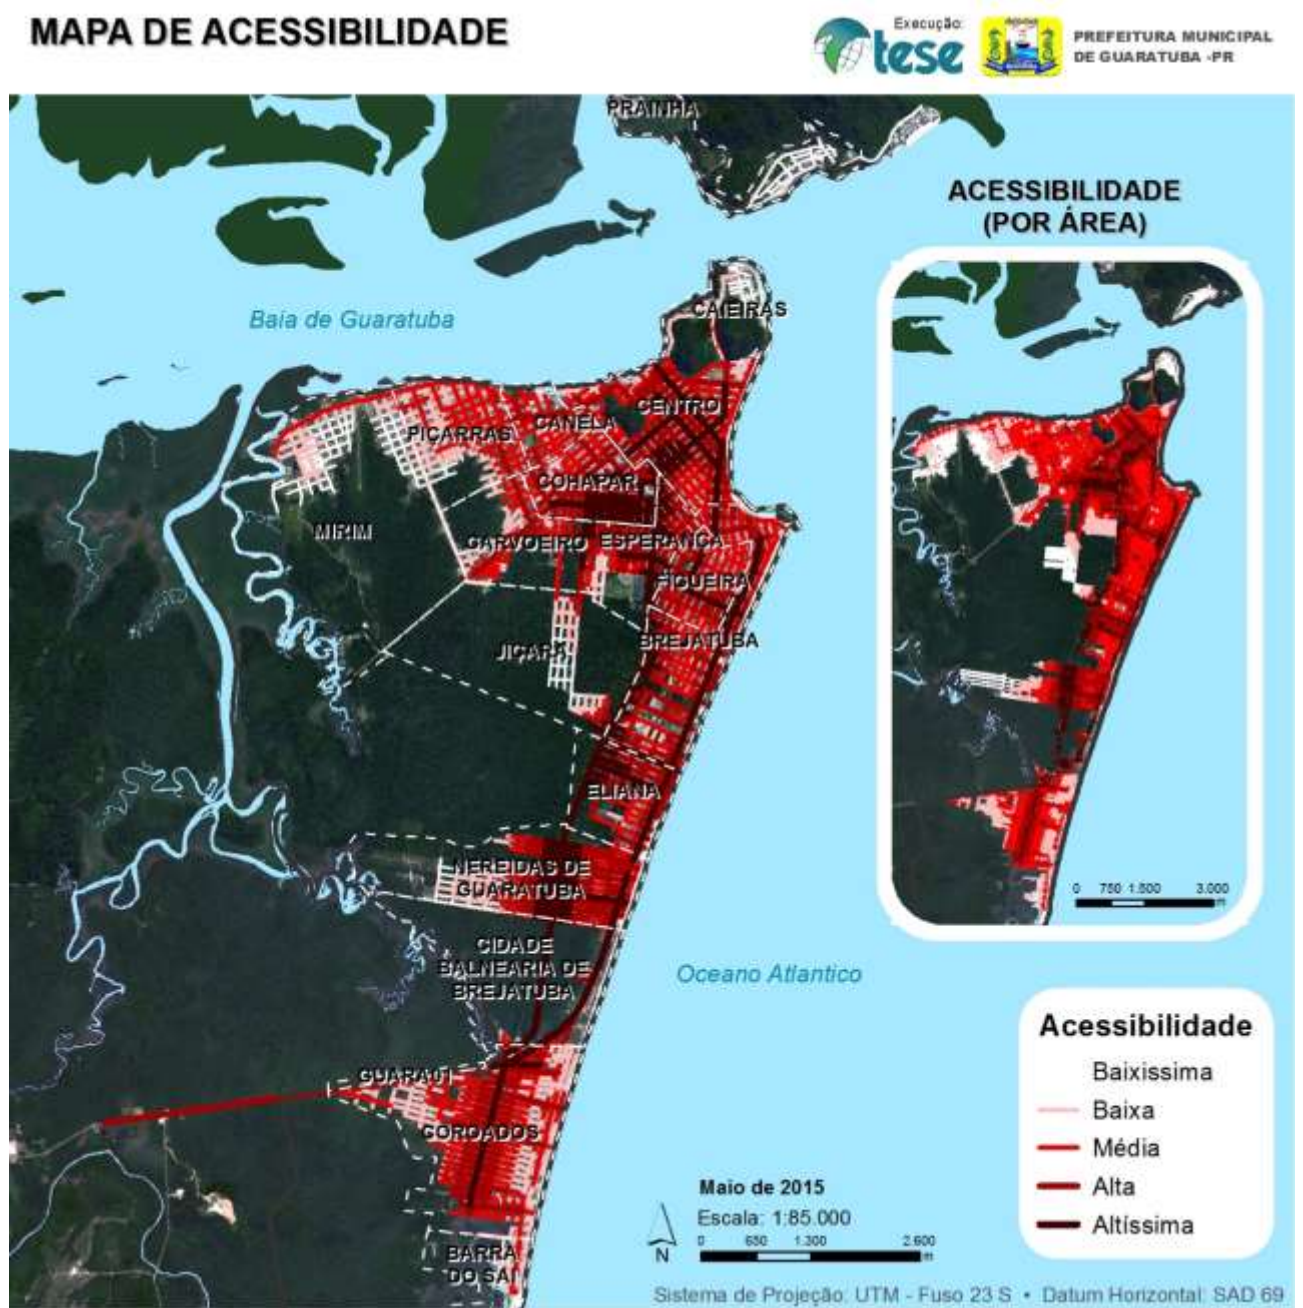 MAPA DE ACESSIBILIDADE
Execução:
tese
PREFEITURA MUNICIPAL
DE GUARATUBA -PR
PRAINHA
ACESSIBILIDADE
(POR ÁREA)
Baia de Guaratuba
CAIEIRAS
CENTRO
CANELA
PIÇARRAS
COHAPAR
MIRIM
CARVOEIRO
ESPERANÇA
FIGUEIRA
BREJATUBA
JIÇARA
ELIANA
NEREIDAS DE
GUARATUBA
0 750 1.500 3.000
m
CIDADE
BALNEARIA DE
BREJATUBA
Oceano Atlantico
Acessibilidade
Baixissima
Baixa
Média
Alta
Altíssima
GUARA01
COROADOS
BARRA
DO SAI
Maio de 2015
Escala: 1:85.000
0 650 1.300 2.600
m
N
Sistema de Projeção: UTM - Fuso 23 S • Datum Horizontal: SAD 69